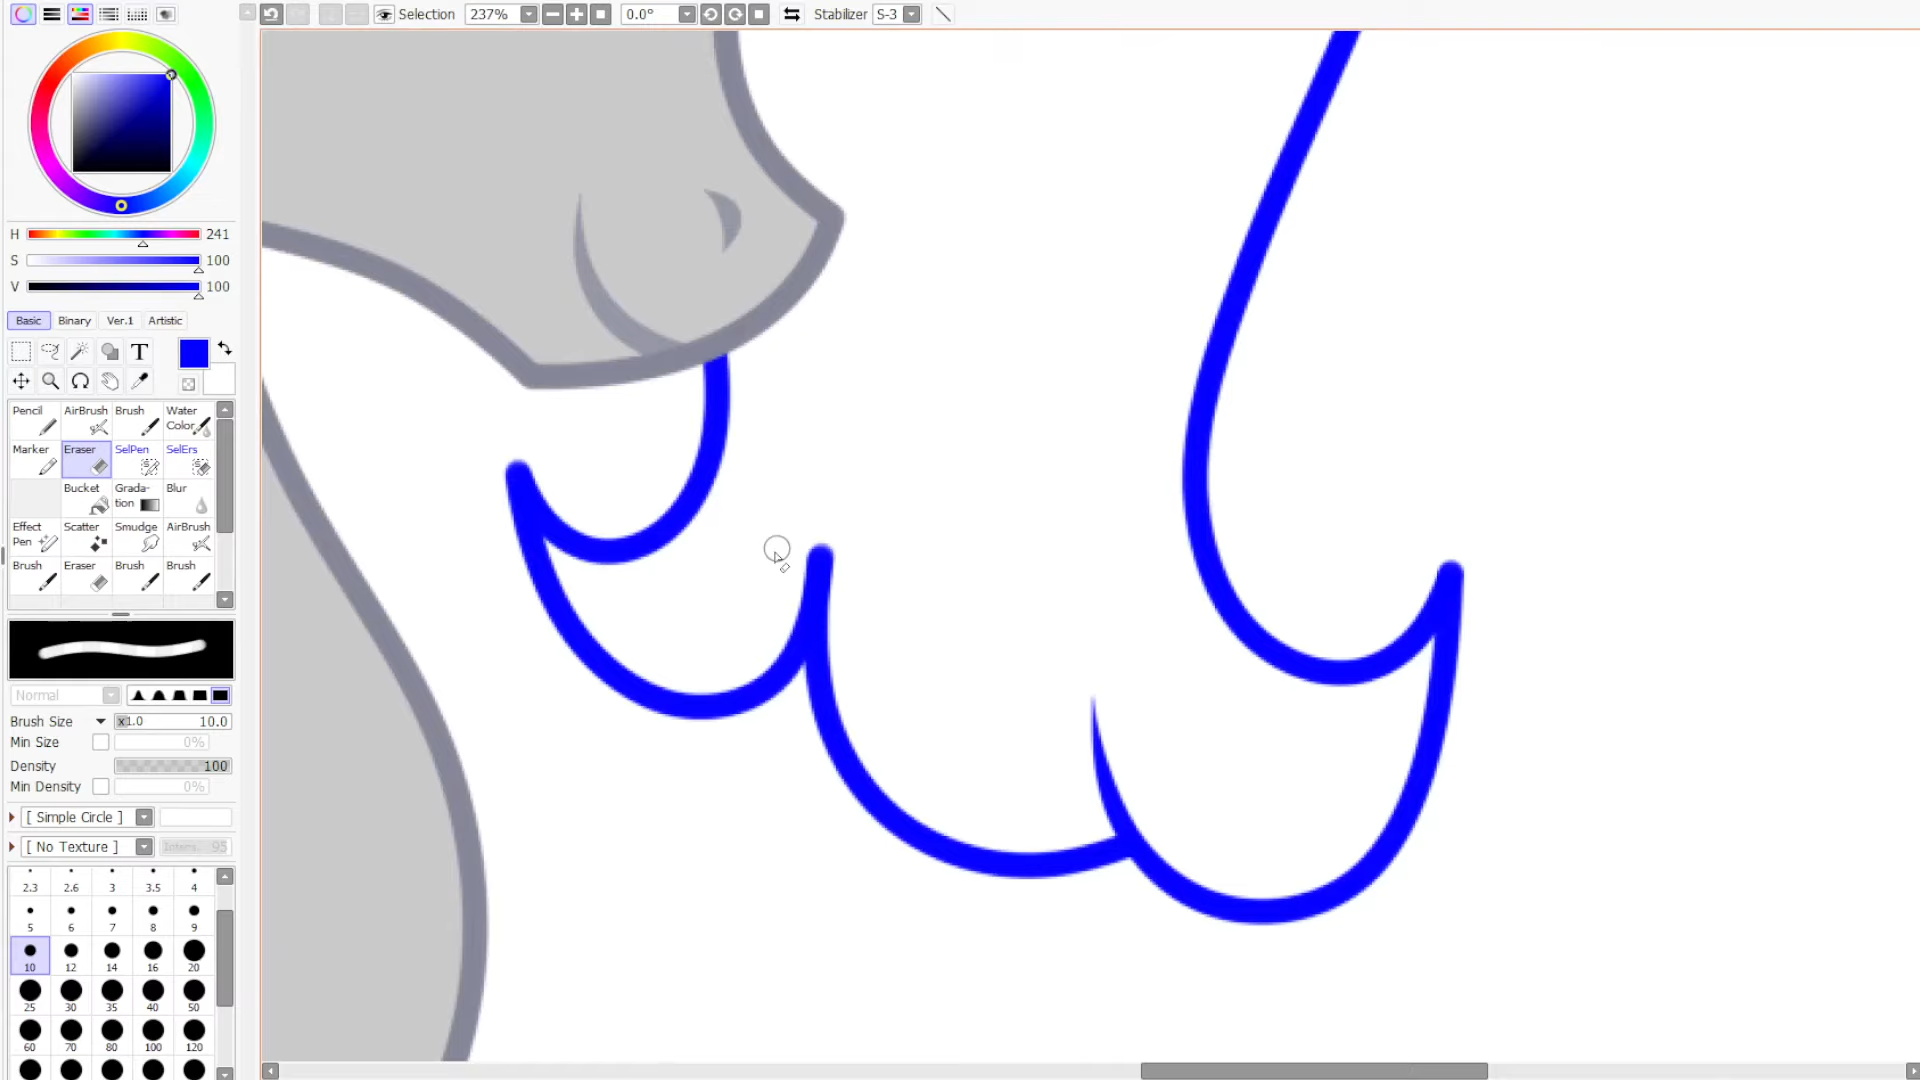 Selection 237% 0.0° Stabilizer S-3
H 241
S 100
V 100
Basic Binary Ver.1 Artistic
T
Pencil AirBrush Brush Water Color
Marker Eraser SelPen SelErs
Bucket Grada-tion Blur
Effect Pen Scatter Smudge AirBrush
Brush Eraser Brush Brush
Normal
Brush Size x1.0 10.0
Min Size 0%
Density 100
Min Density 0%
[ Simple Circle ]
[ No Texture ] Intens. 95
2.3 2.6 3 3.5 4
5 6 7 8 9
10 12 14 16 20
25 30 35 40 50
60 70 80 100 120